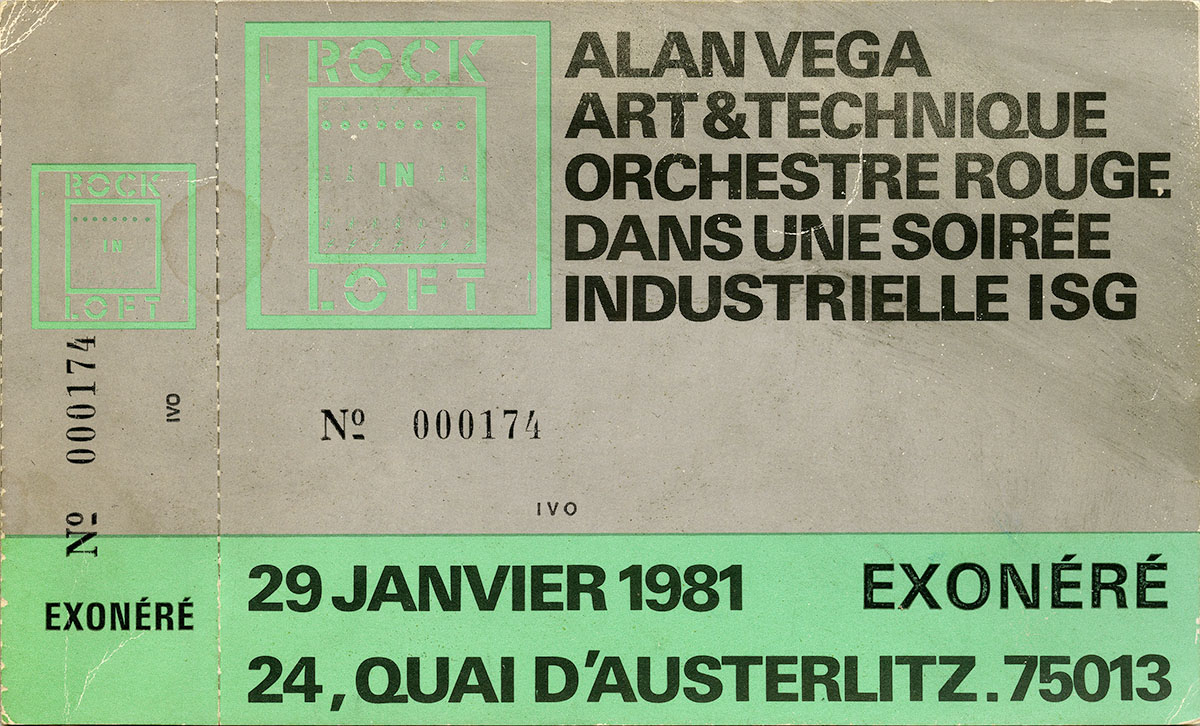 ROCK
IN
LOFT
Nº 000174
IVO
EXONÉRÉ
ROCK
IN
LOFT
ALAN VEGA
ART&TECHNIQUE
ORCHESTRE ROUGE
DANS UNE SOIRÉE
INDUSTRIELLE ISG
Nº 000174
IVO
29 JANVIER 1981
EXONÉRÉ
24, QUAI D'AUSTERLITZ.75013